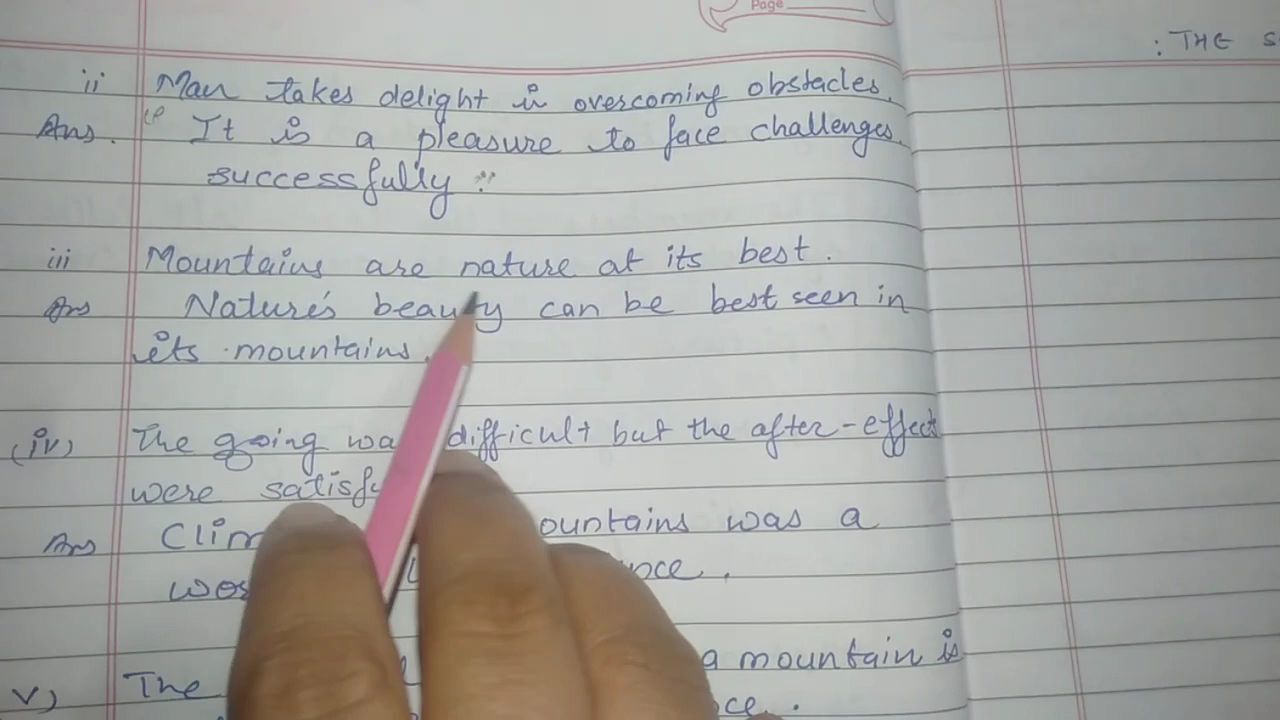 Page
: THE S
ii Man takes delight in overcoming obstacles.
Ans. "It is a pleasure to face challenges
successfully."
iii Mountains are nature at its best.
Ans Nature's beauty can be best seen in
its mountains.
(iv) The going was difficult but the after-effect
were
Ans was a
v) The a mountain is